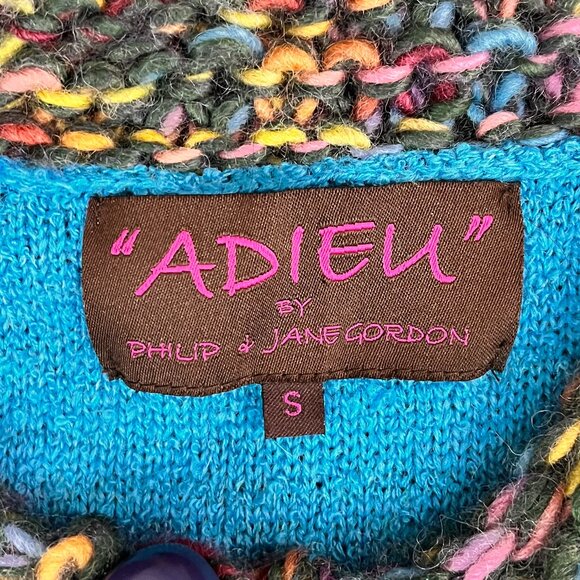 "ADIEU"
BY
PHILIP & JANE GORDON
S